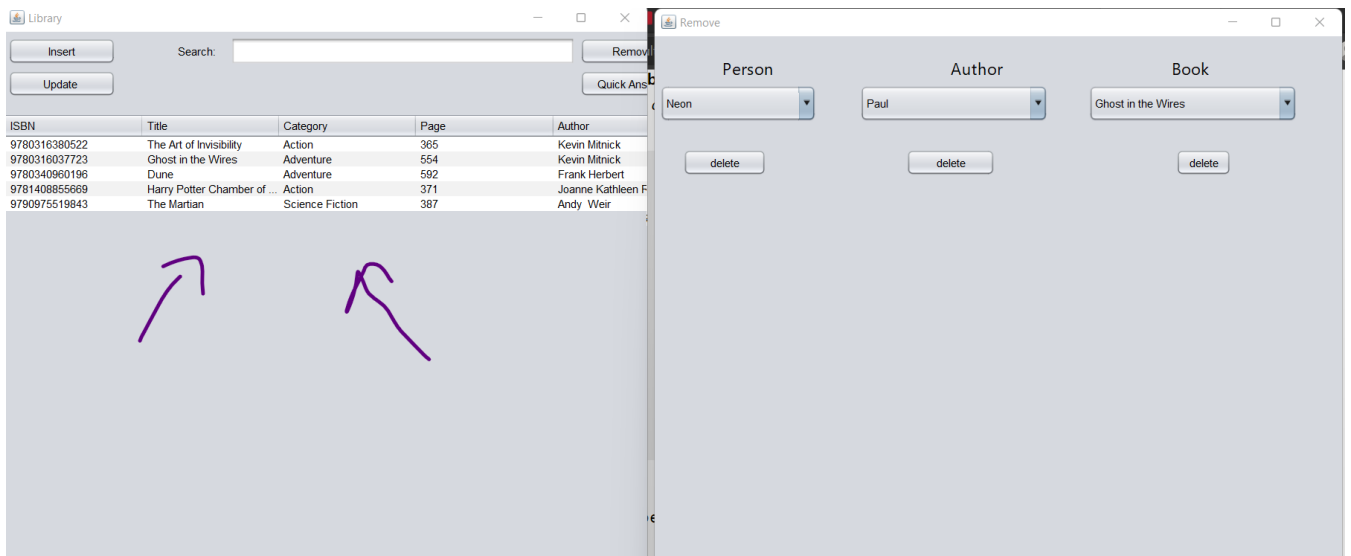 Library
Insert
Search:
Remov
Update
Quick Ans
ISBN Title Category Page Author
9780316380522 The Art of Invisibility Action 365 Kevin Mitnick
9780316037723 Ghost in the Wires Adventure 554 Kevin Mitnick
9780340960196 Dune Adventure 592 Frank Herbert
9781408855669 Harry Potter Chamber of ... Action 371 Joanne Kathleen R
9790975519843 The Martian Science Fiction 387 Andy Weir
Remove
Person Author Book
Neon Paul Ghost in the Wires
delete delete delete